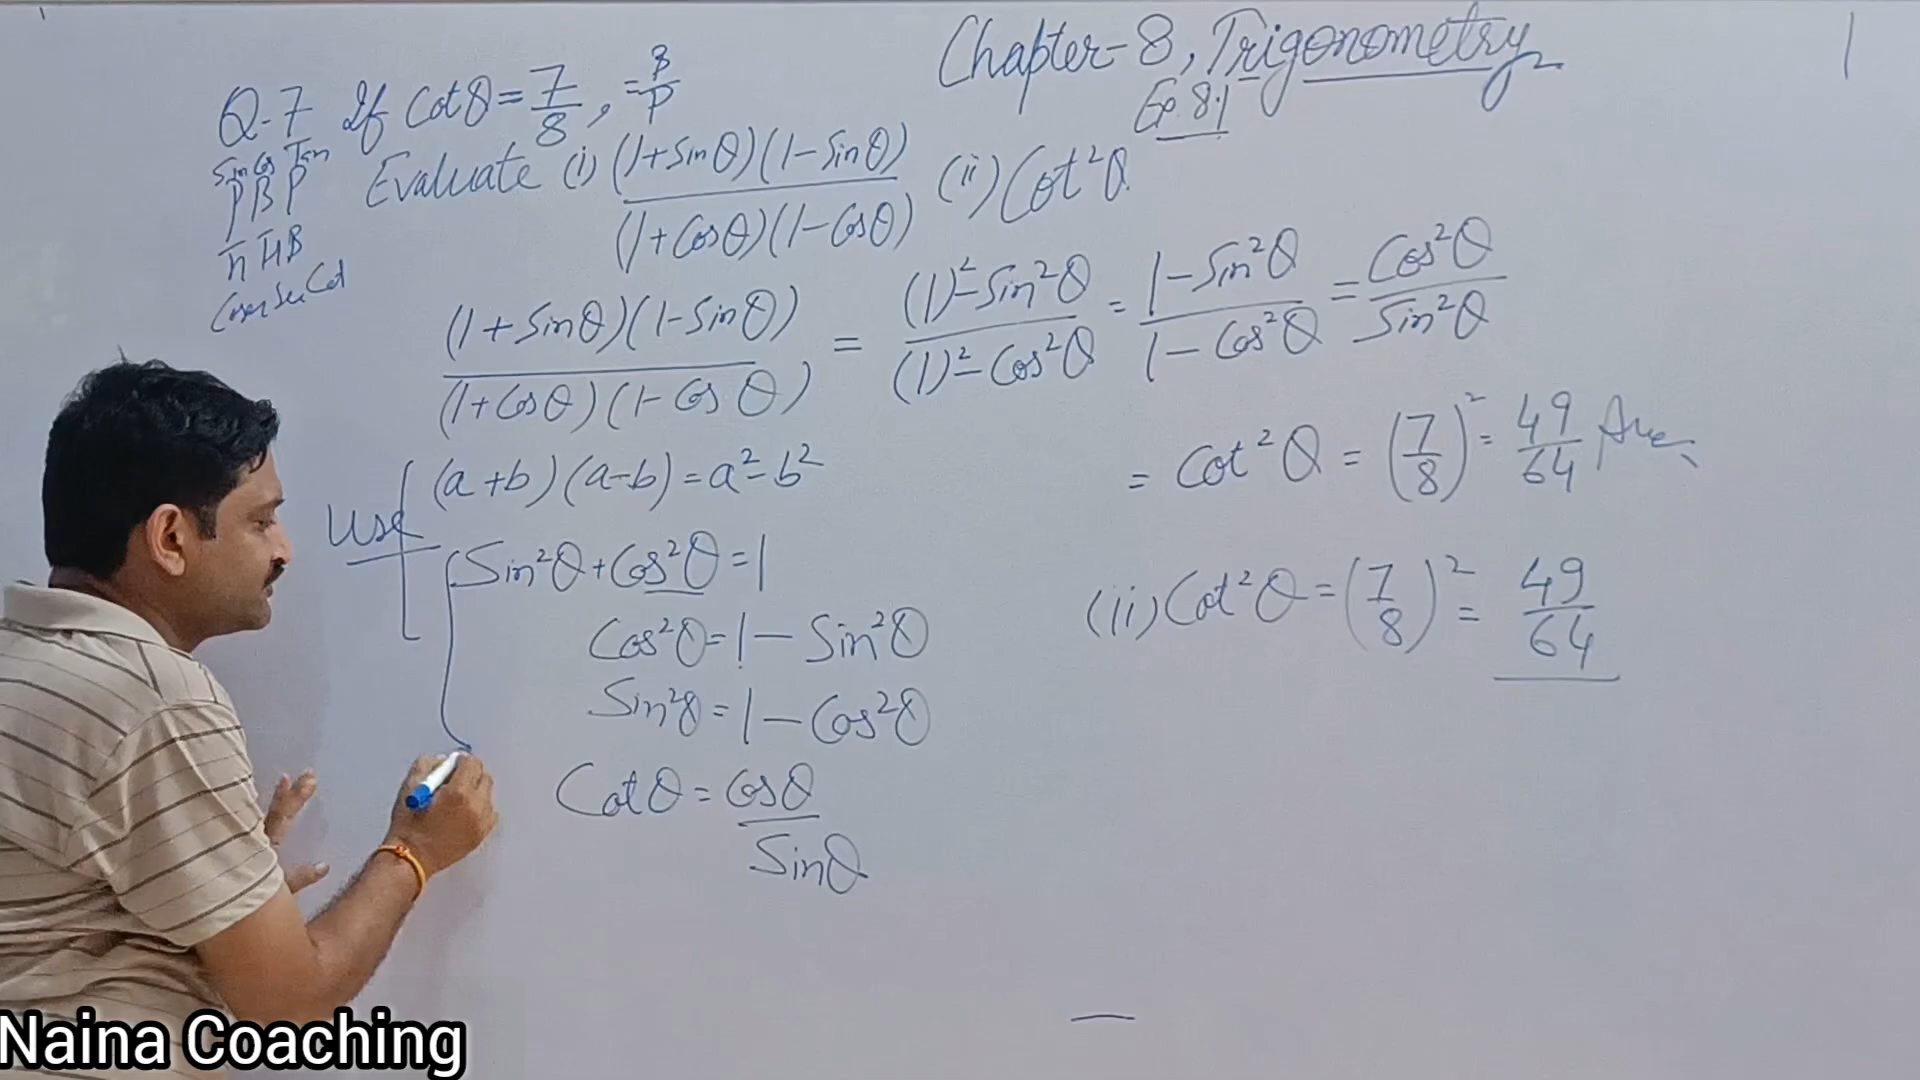 Chapter-8, Trigonometry
Ex. 8.1
Q-7 If Cotθ = 7/8, = B/P
Evaluate (i) (1+Sinθ)(1-Sinθ)/(1+Cosθ)(1-Cosθ) (ii) Cot²θ
Sin Cos Tan
P B P
H H B
Cosec Sec Cot
(1+Sinθ)(1-Sinθ)/(1+Cosθ)(1-Cosθ) = (1)²-Sin²θ/(1)²-Cos²θ = 1-Sin²θ/1-Cos²θ = Cos²θ/Sin²θ
= Cot²θ = (7/8)² = 49/64 Ans
Use
(a+b)(a-b) = a²-b²
Sin²θ + Cos²θ = 1
Cos²θ = 1 - Sin²θ
Sin²θ = 1 - Cos²θ
Cotθ = Cosθ/Sinθ
(ii) Cot²θ = (7/8)² = 49/64
Naina Coaching